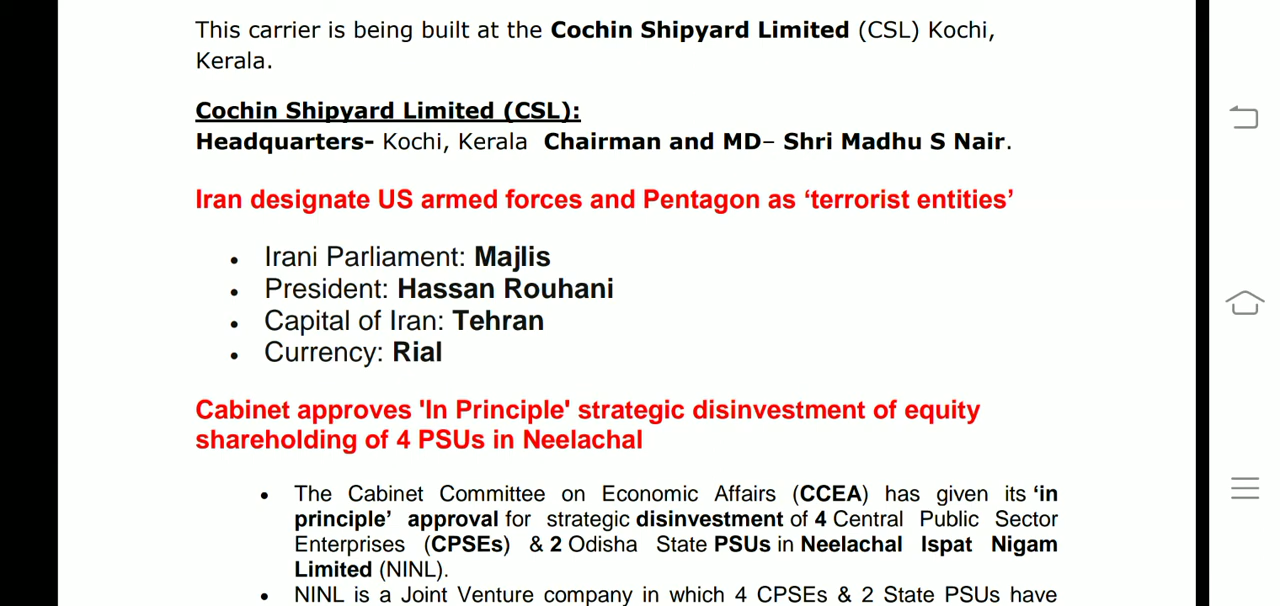 This carrier is being built at the Cochin Shipyard Limited (CSL) Kochi,
Kerala.
Cochin Shipyard Limited (CSL):
Headquarters- Kochi, Kerala Chairman and MD– Shri Madhu S Nair.
Iran designate US armed forces and Pentagon as ‘terrorist entities’
• Irani Parliament: Majlis
• President: Hassan Rouhani
• Capital of Iran: Tehran
• Currency: Rial
Cabinet approves 'In Principle' strategic disinvestment of equity
shareholding of 4 PSUs in Neelachal
• The Cabinet Committee on Economic Affairs (CCEA) has given its ‘in
principle’ approval for strategic disinvestment of 4 Central Public Sector
Enterprises (CPSEs) & 2 Odisha State PSUs in Neelachal Ispat Nigam
Limited (NINL).
• NINL is a Joint Venture company in which 4 CPSEs & 2 State PSUs have